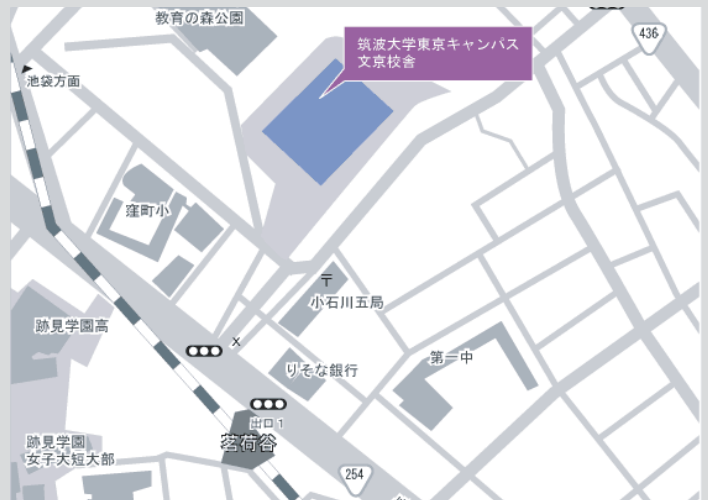 教育の森公園
筑波大学東京キャンパス
文京校舎
436
池袋方面
窪町小
〒
小石川五局
跡見学園高
X
りそな銀行
第一中
出口1
茗荷谷
跡見学園
女子大短大部
254